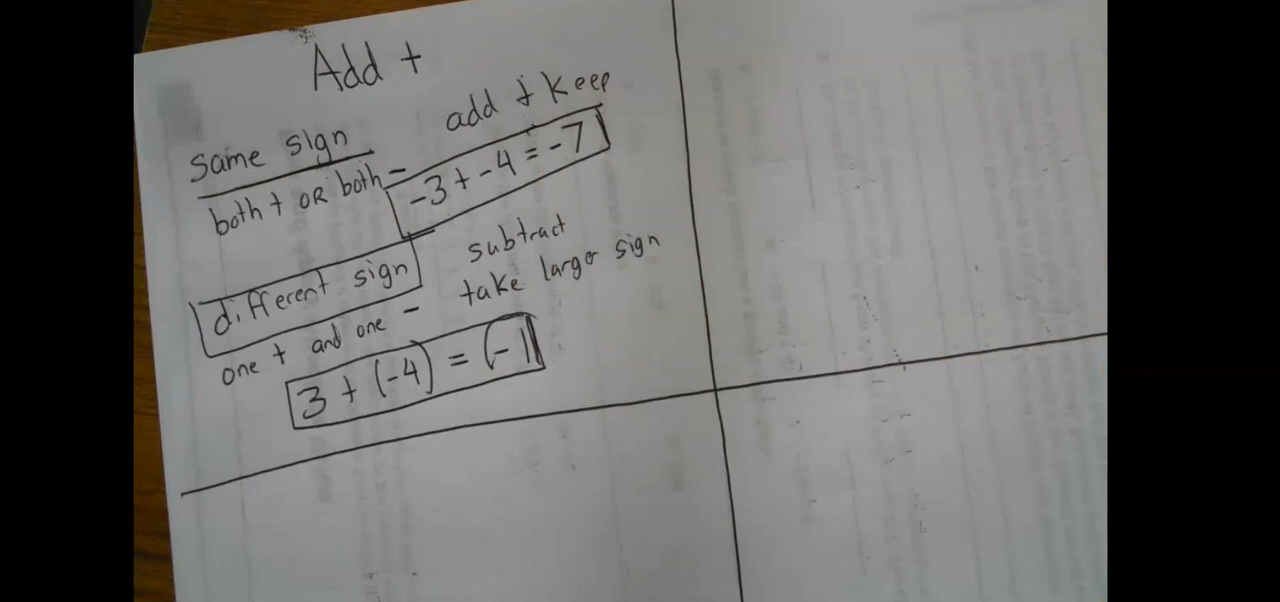 Add +
same sign add + keep
both + OR both -
-3 + -4 = -7
different sign subtract
one + and one - take larger sign
3 + (-4) = (-1